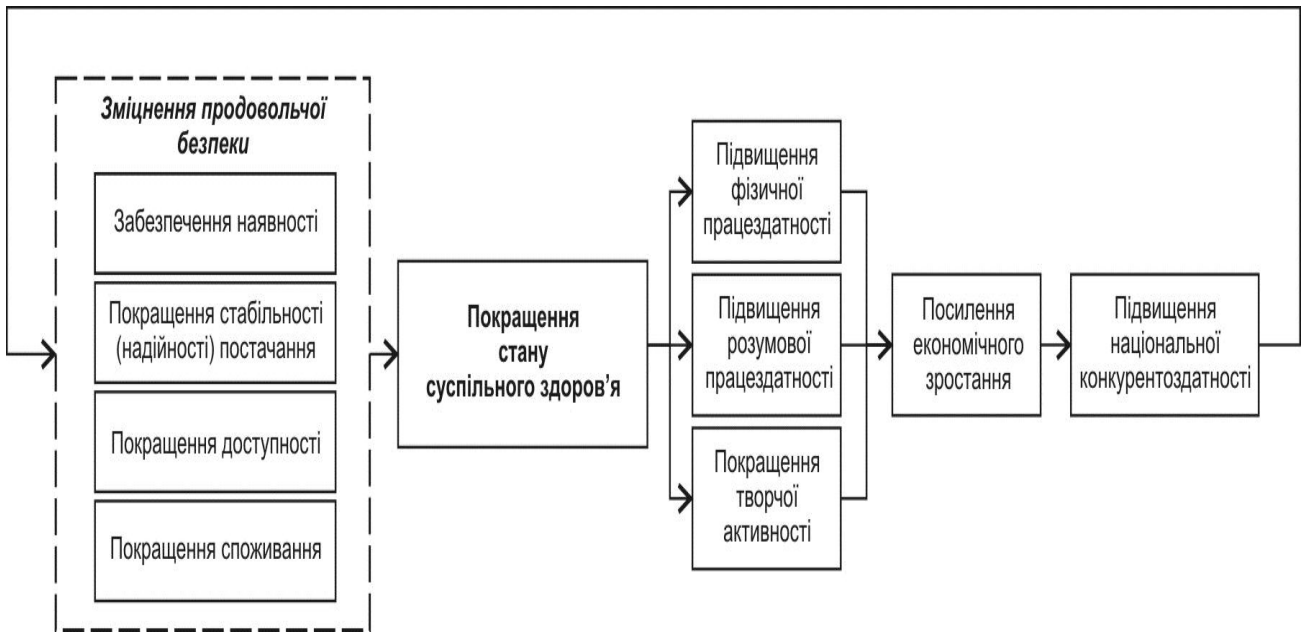 Зміцнення продовольчої
безпеки
Забезпечення наявності
Покращення стабільності
(надійності) постачання
Покращення доступності
Покращення споживання
Покращення
стану
суспільного здоров’я
Підвищення
фізичної
працездатності
Підвищення
розумової
працездатності
Покращення
творчої
активності
Посилення
економічного
зростання
Підвищення
національної
конкурентоздатності